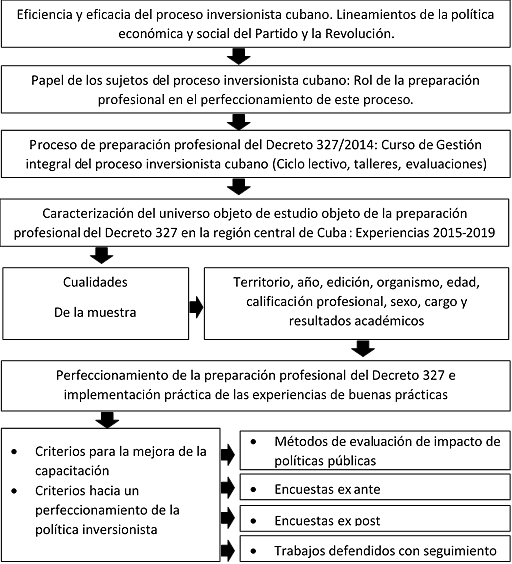 Eficiencia y eficacia del proceso inversionista cubano. Lineamientos de la política
económica y social del Partido y la Revolución.
Papel de los sujetos del proceso inversionista cubano: Rol de la preparación
profesional en el perfeccionamiento de este proceso.
Proceso de preparación profesional del Decreto 327/2014: Curso de Gestión
integral del proceso inversionista cubano (Ciclo lectivo, talleres, evaluaciones)
Caracterización del universo objeto de estudio objeto de la preparación
profesional del Decreto 327 en la región central de Cuba: Experiencias 2015-2019
Cualidades
De la muestra
Territorio, año, edición, organismo, edad,
calificación profesional, sexo, cargo y
resultados académicos
Perfeccionamiento de la preparación profesional del Decreto 327 e
implementación práctica de las experiencias de buenas prácticas
• Criterios para la mejora de la
capacitación
• Criterios hacia un
perfeccionamiento de la
política inversionista
• Métodos de evaluación de impacto de
políticas públicas
• Encuestas ex ante
• Encuestas ex post
• Trabajos defendidos con seguimiento